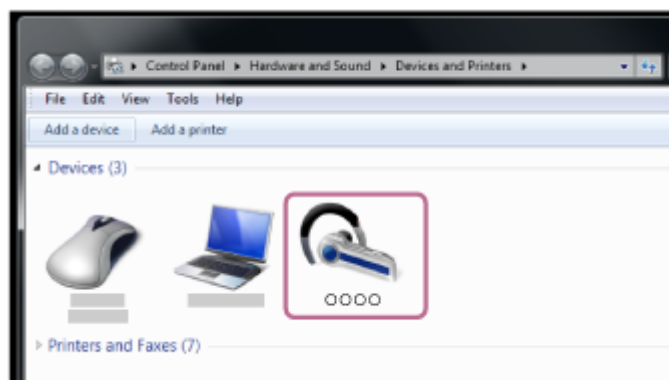 Control Panel ▸ Hardware and Sound ▸ Devices and Printers ▸
File Edit View Tools Help
Add a device Add a printer
Devices (3)
OOOO
Printers and Faxes (7)